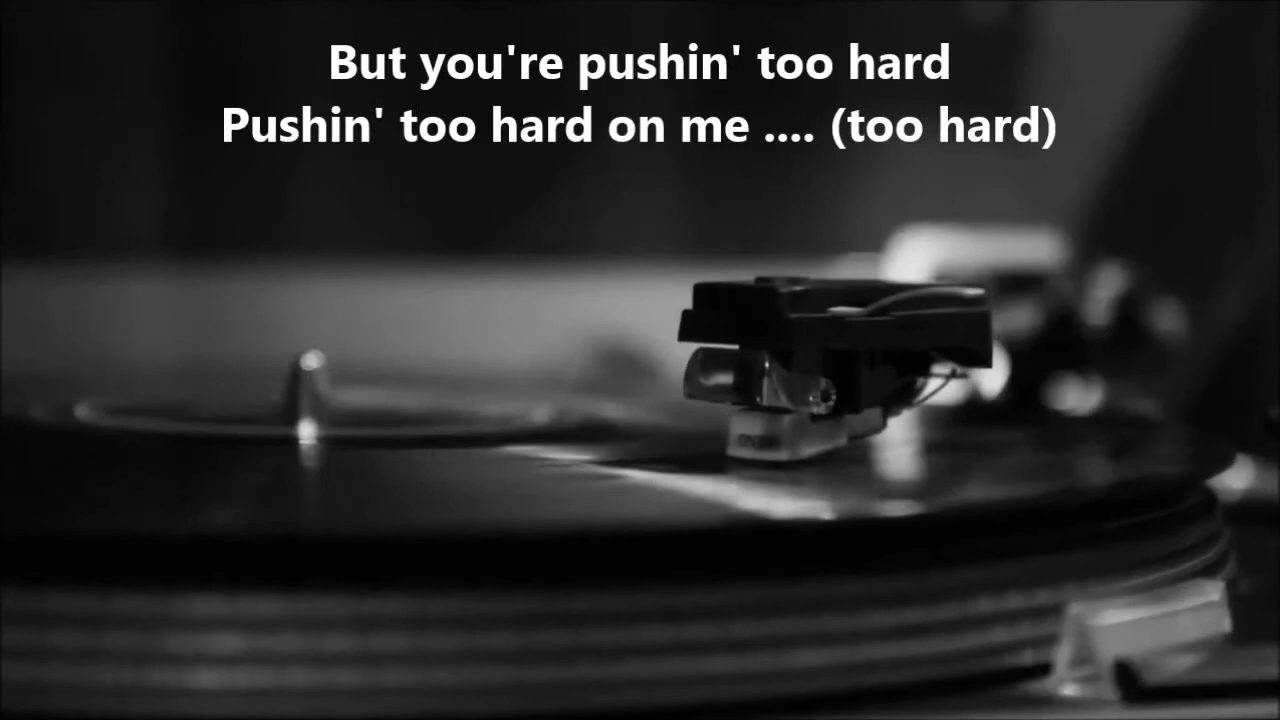 But you're pushin' too hard
Pushin' too hard on me .... (too hard)